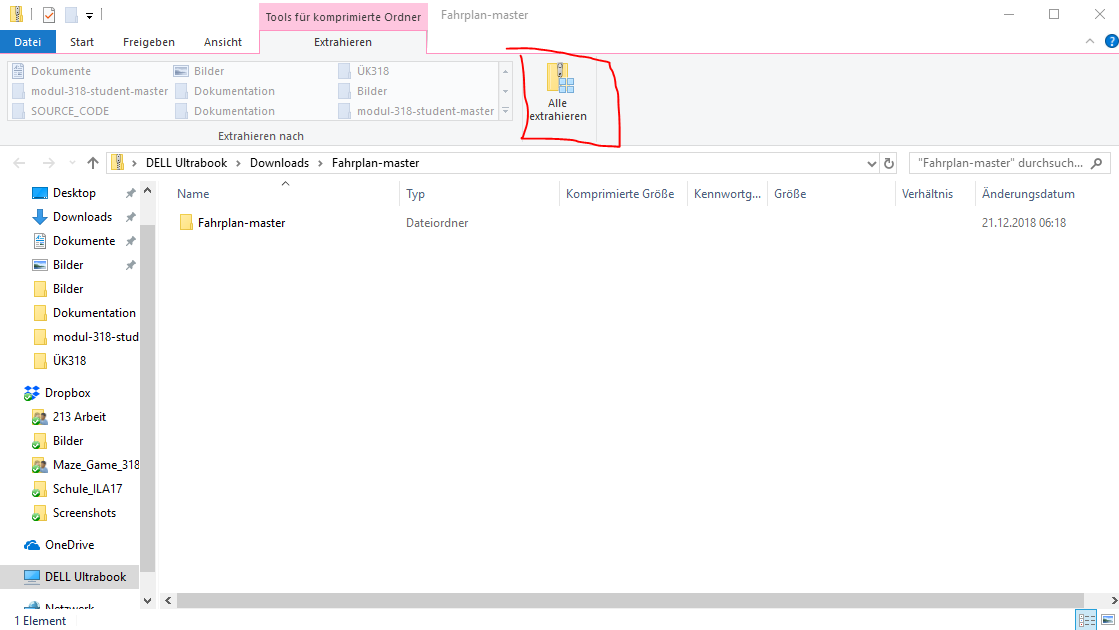 Tools für komprimierte Ordner Fahrplan-master
Datei Start Freigeben Ansicht Extrahieren
Dokumente Bilder ÜK318
modul-318-student-master Dokumentation Bilder
SOURCE_CODE Dokumentation modul-318-student-master
Alle
extrahieren
Extrahieren nach
DELL Ultrabook > Downloads > Fahrplan-master
"Fahrplan-master" durchsuch...
Name Typ Komprimierte Größe Kennwortg... Größe Verhältnis Änderungsdatum
Fahrplan-master Dateiordner 21.12.2018 06:18
Desktop
Downloads
Dokumente
Bilder
Bilder
Dokumentation
modul-318-stud
ÜK318
Dropbox
213 Arbeit
Bilder
Maze_Game_318
Schule_ILA17
Screenshots
OneDrive
DELL Ultrabook
Netzwerk
1 Element